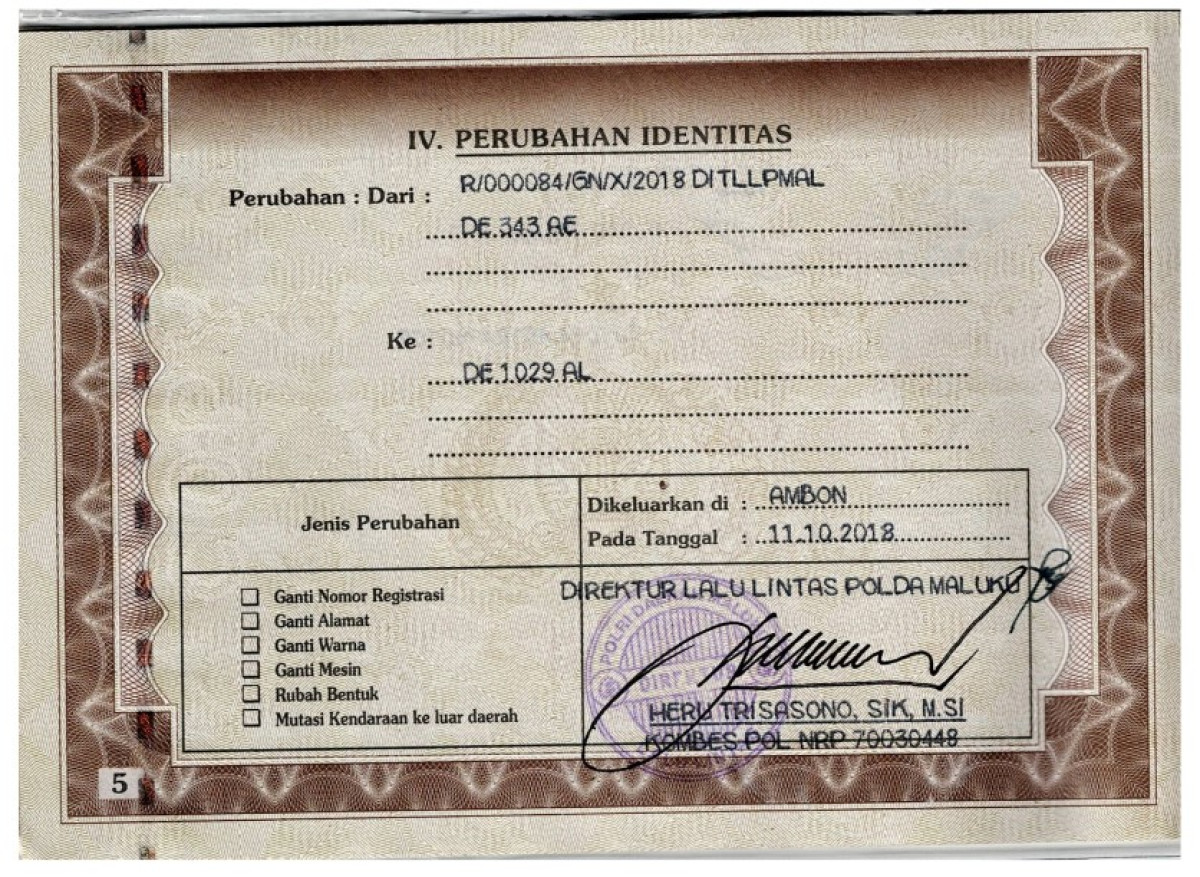 IV. PERUBAHAN IDENTITAS
Perubahan : Dari : R/000084/GN/X/2018 DITLLPMAL
DE 343 AE
Ke :
DE 1029 AL
Jenis Perubahan
Dikeluarkan di : AMBON
Pada Tanggal : 11-10-2018
DIREKTUR LALU LINTAS POLDA MALUKU
Ganti Nomor Registrasi
Ganti Alamat
Ganti Warna
Ganti Mesin
Rubah Bentuk
Mutasi Kendaraan ke luar daerah
HERU TRISASONO, SIK, M.SI
KOMBES POL NRP 70030448
5